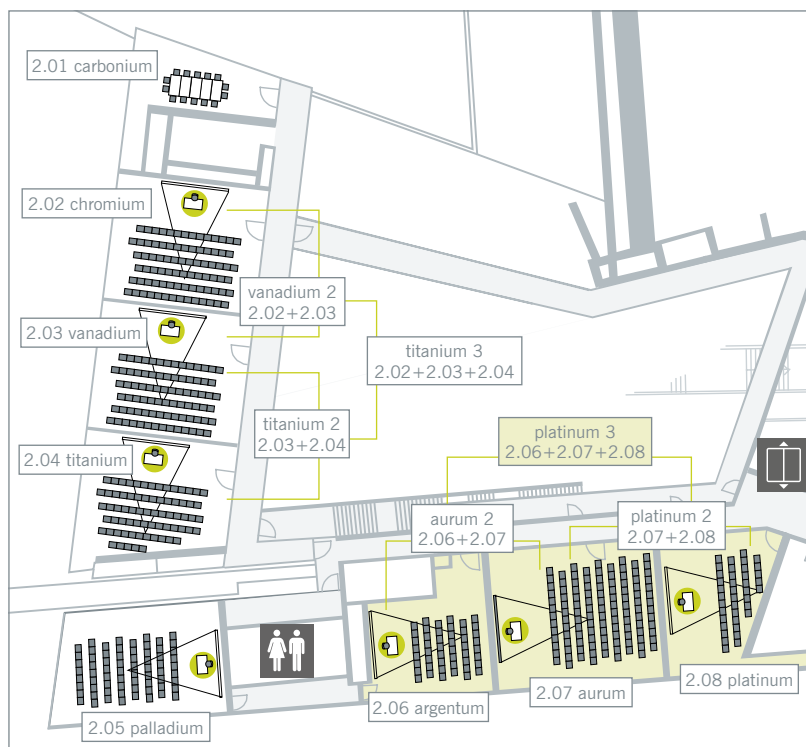 2.01 carbonium
2.02 chromium
vanadium 2
2.02+2.03
2.03 vanadium
titanium 3
2.02+2.03+2.04
titanium 2
2.03+2.04
2.04 titanium
platinum 3
2.06+2.07+2.08
aurum 2
2.06+2.07
platinum 2
2.07+2.08
2.05 palladium
2.06 argentum
2.07 aurum
2.08 platinum